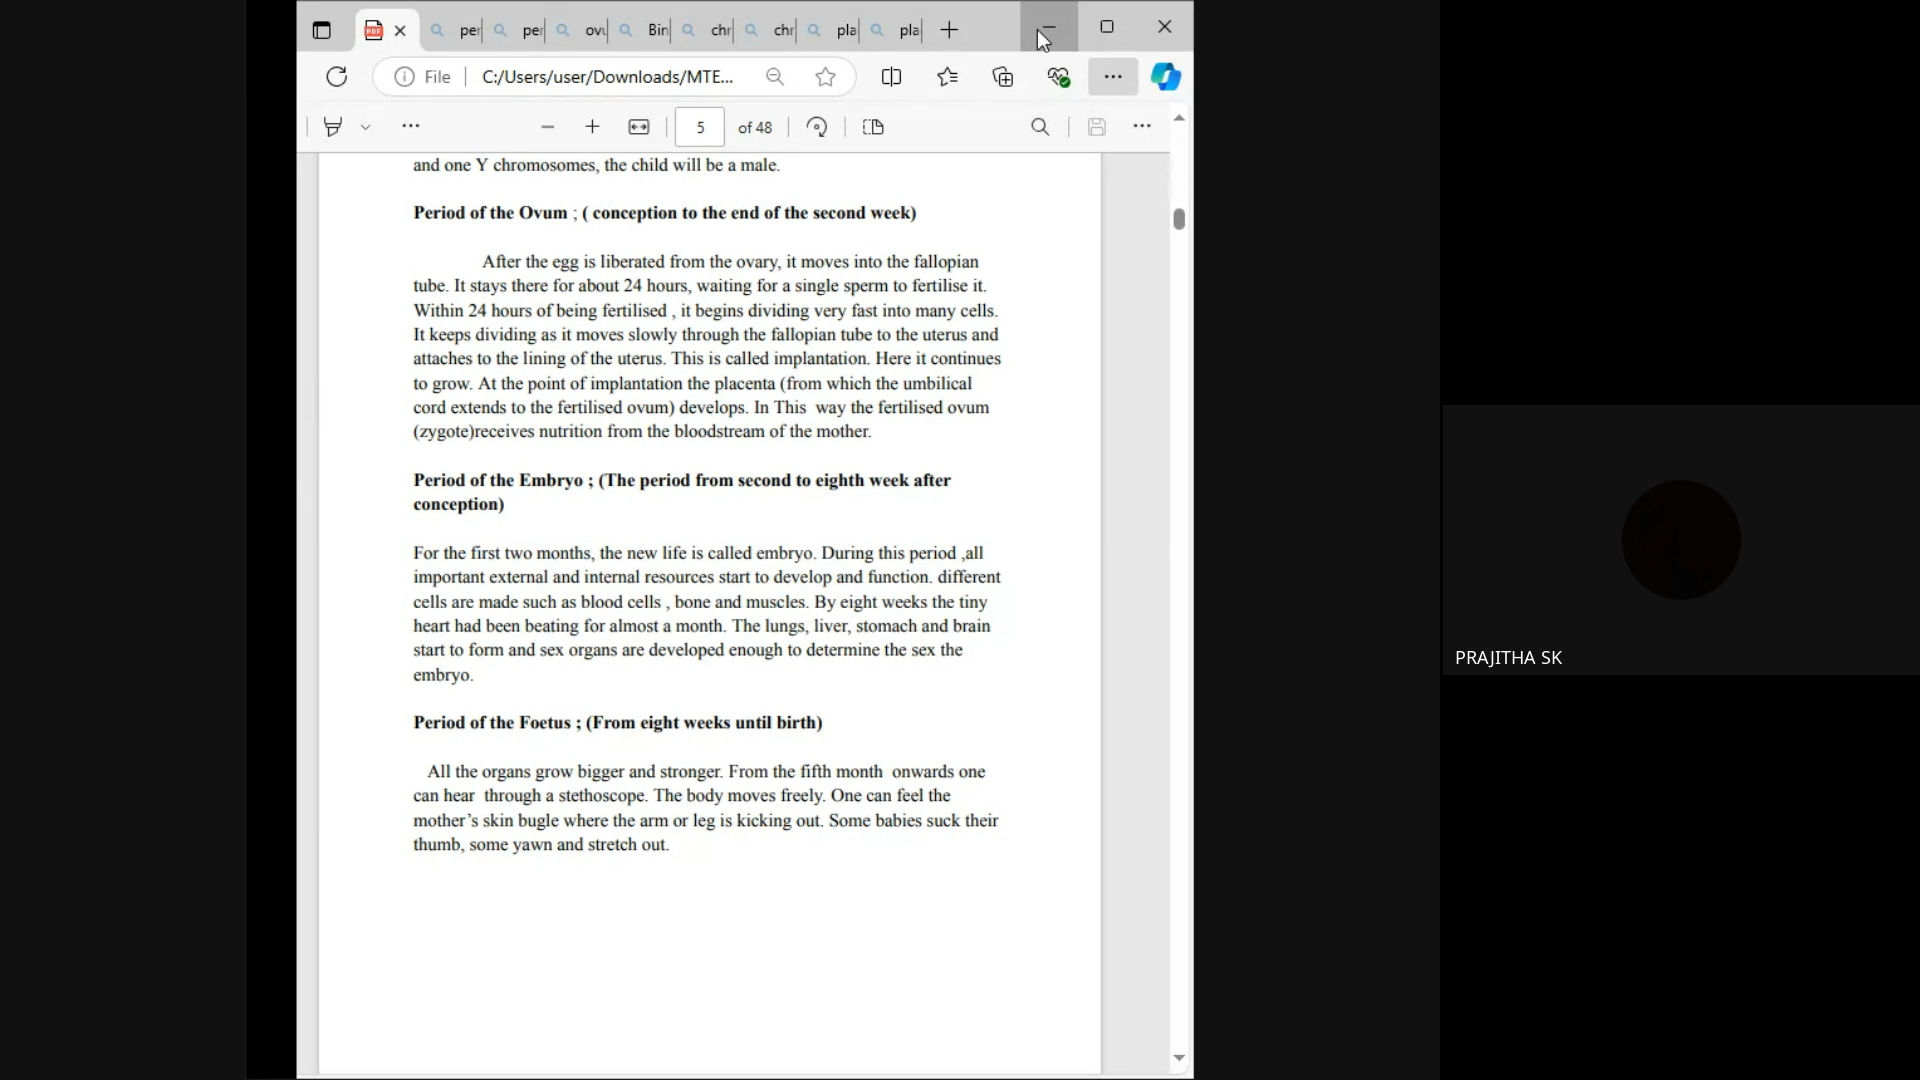 per
per
ovu
Bin
chr
chr
pla
pla
File
C:/Users/user/Downloads/MTE...
5
of 48
and one Y chromosomes, the child will be a male.
Period of the Ovum ; ( conception to the end of the second week)
After the egg is liberated from the ovary, it moves into the fallopian
tube. It stays there for about 24 hours, waiting for a single sperm to fertilise it.
Within 24 hours of being fertilised , it begins dividing very fast into many cells.
It keeps dividing as it moves slowly through the fallopian tube to the uterus and
attaches to the lining of the uterus. This is called implantation. Here it continues
to grow. At the point of implantation the placenta (from which the umbilical
cord extends to the fertilised ovum) develops. In This way the fertilised ovum
(zygote)receives nutrition from the bloodstream of the mother.
Period of the Embryo ; (The period from second to eighth week after
conception)
For the first two months, the new life is called embryo. During this period ,all
important external and internal resources start to develop and function. different
cells are made such as blood cells , bone and muscles. By eight weeks the tiny
heart had been beating for almost a month. The lungs, liver, stomach and brain
start to form and sex organs are developed enough to determine the sex the
embryo.
Period of the Foetus ; (From eight weeks until birth)
All the organs grow bigger and stronger. From the fifth month onwards one
can hear through a stethoscope. The body moves freely. One can feel the
mother’s skin bugle where the arm or leg is kicking out. Some babies suck their
thumb, some yawn and stretch out.
PRAJITHA SK